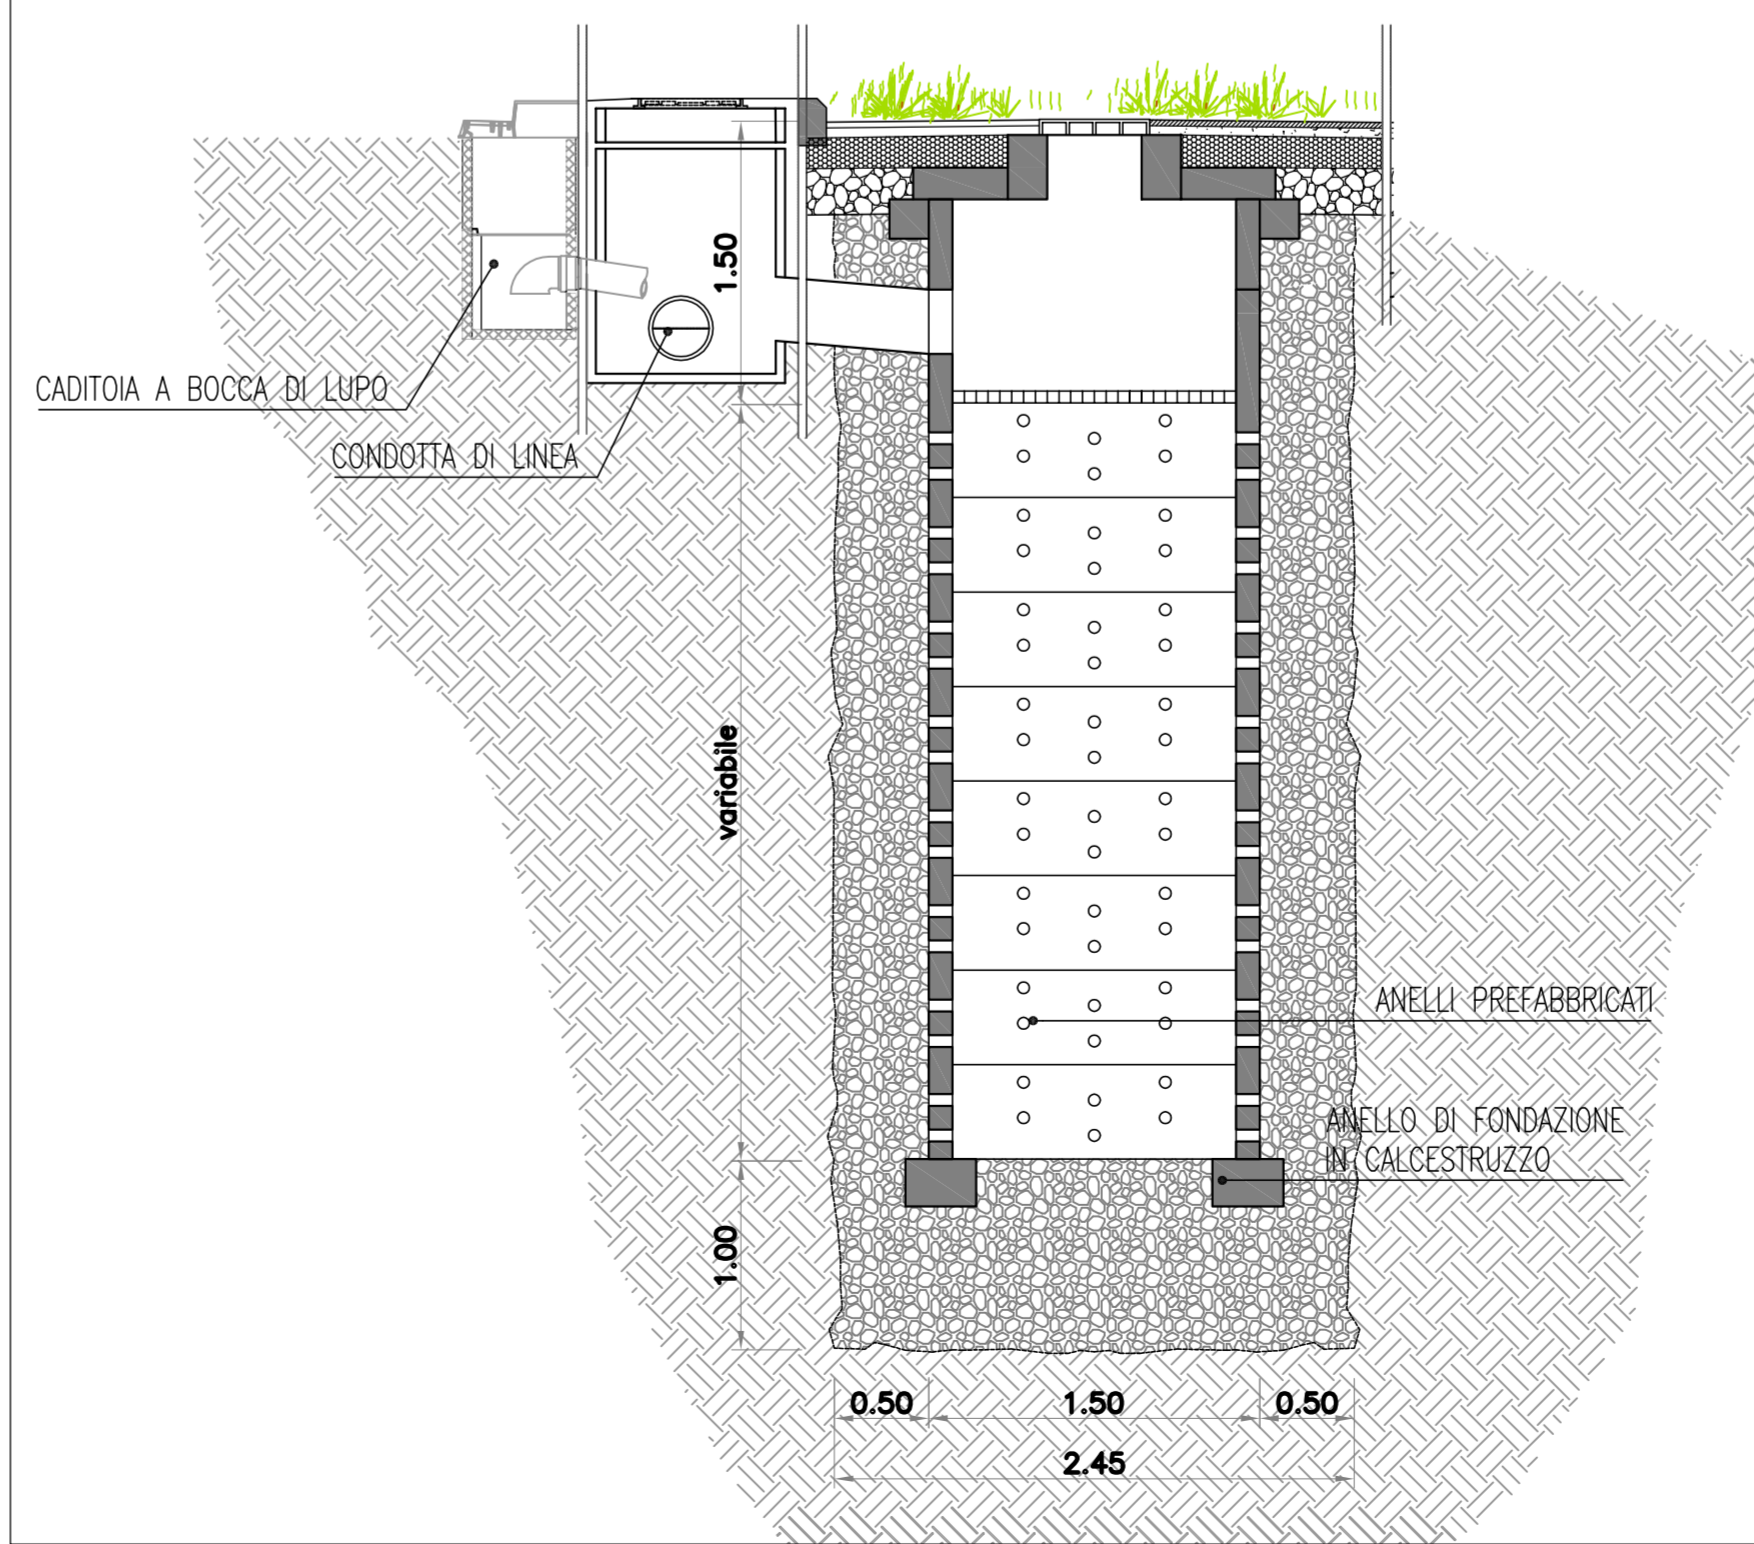 1.50
CADITOIA A BOCCA DI LUPO
CONDOTTA DI LINEA
variabile
ANELLI PREFABBRICATI
ANELLO DI FONDAZIONE
IN CALCESTRUZZO
1.00
0.50 1.50 0.50
2.45